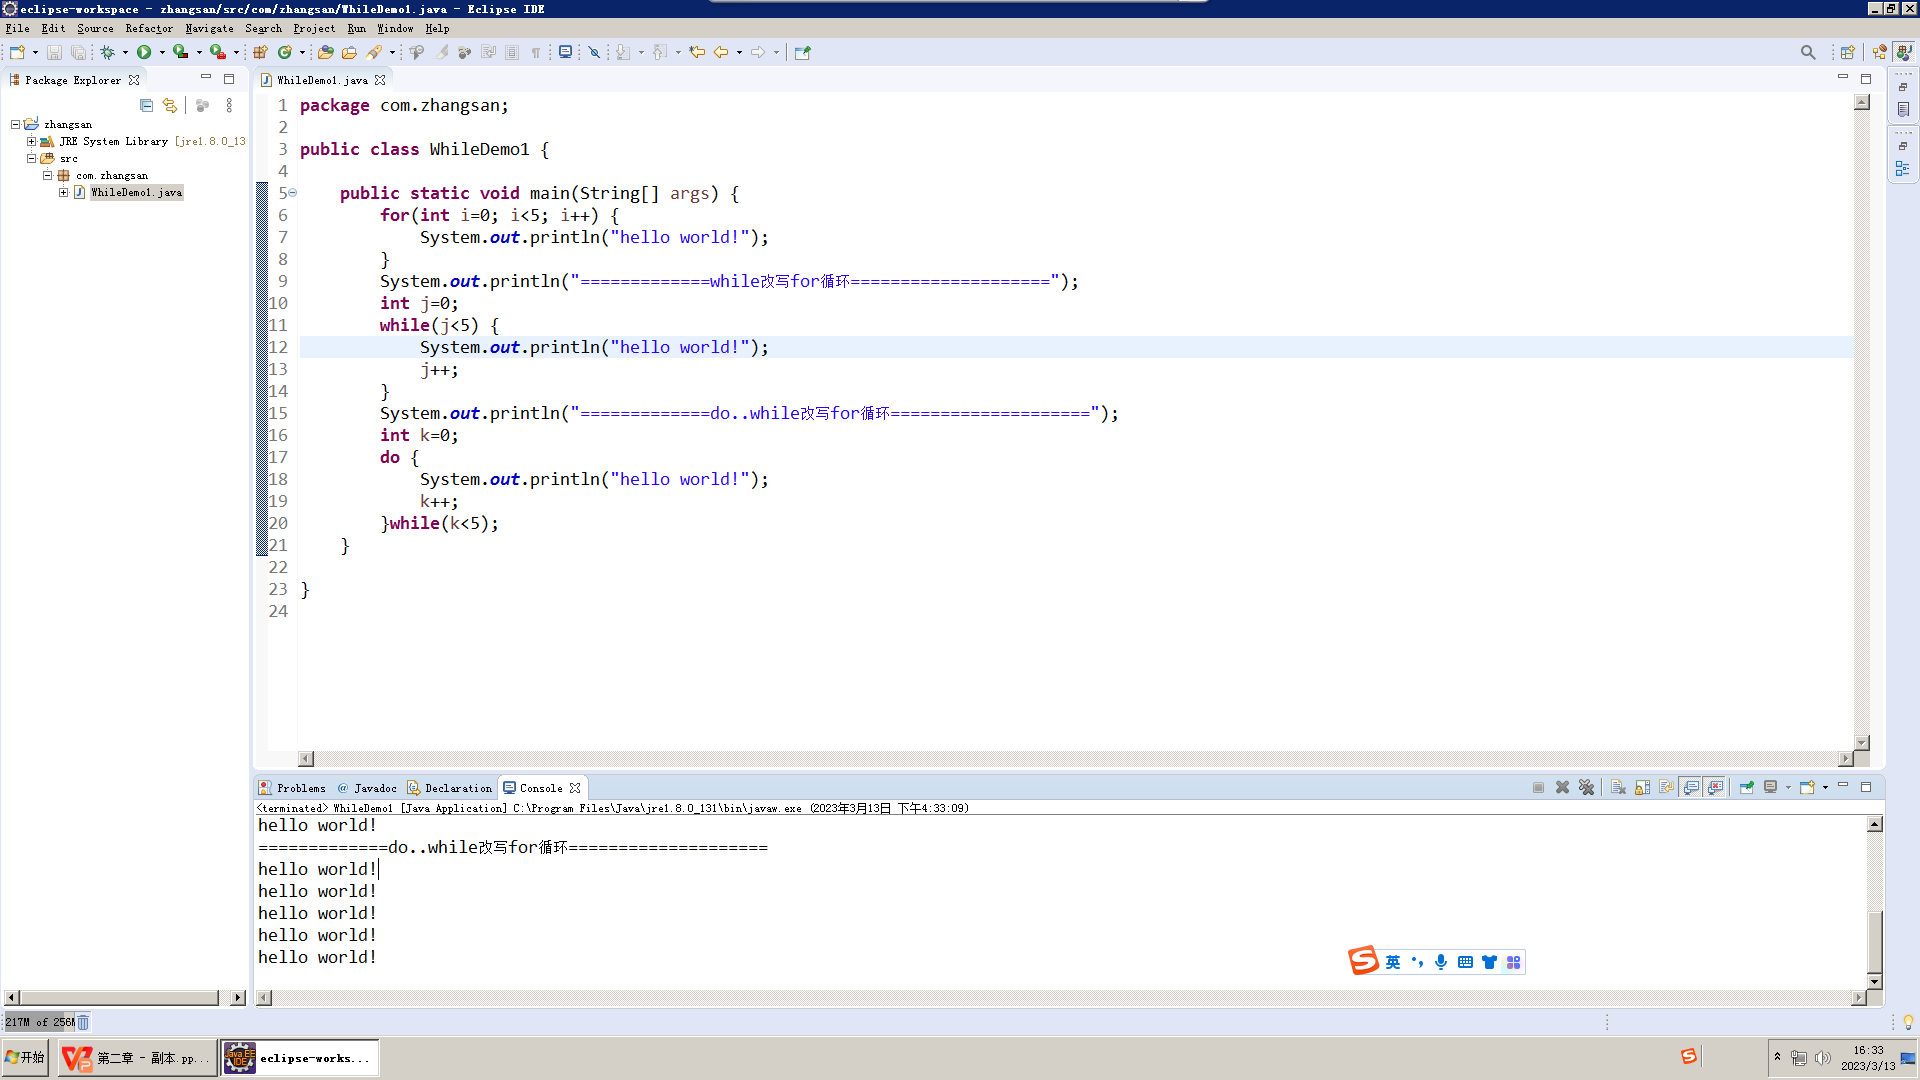 eclipse-workspace - zhangsan/src/com/zhangsan/WhileDemo1.java - Eclipse IDE
File Edit Source Refactor Navigate Search Project Run Window Help
Package Explorer
zhangsan
JRE System Library [jre1.8.0_13
src
com.zhangsan
WhileDemo1.java
WhileDemo1.java
1 package com.zhangsan;
2
3 public class WhileDemo1 {
4
5 public static void main(String[] args) {
6 for(int i=0; i<5; i++) {
7 System.out.println("hello world!");
8 }
9 System.out.println("=============while改写for循环====================");
10 int j=0;
11 while(j<5) {
12 System.out.println("hello world!");
13 j++;
14 }
15 System.out.println("=============do..while改写for循环====================");
16 int k=0;
17 do {
18 System.out.println("hello world!");
19 k++;
20 }while(k<5);
21 }
22
23 }
24
Problems Javadoc Declaration Console
<terminated> WhileDemo1 [Java Application] C:\Program Files\Java\jre1.8.0_131\bin\javaw.exe (2023年3月13日 下午4:33:09)
hello world!
=============do..while改写for循环====================
hello world!
hello world!
hello world!
hello world!
hello world!
英
217M of 256M
开始 第二章 - 副本.pp... eclipse-works...
16:33
2023/3/13